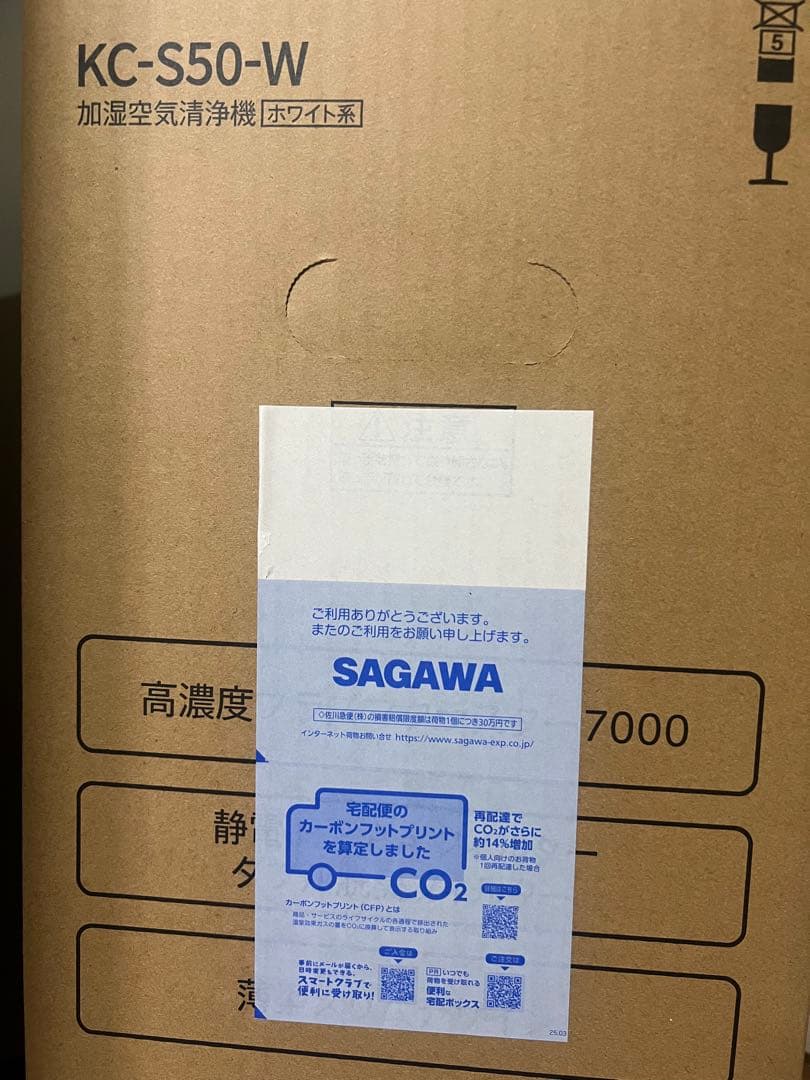 KC-S50-W
加湿空気清浄機 ホワイト系
5
ご利用ありがとうございます。
またのご利用をお願い申し上げます。
SAGAWA
◇佐川急便(株)の損害賠償限度額は荷物1個につき30万円です
インターネット荷物お問い合せ https://www.sagawa-exp.co.jp/
高濃度
7000
静電
タ
薄
宅配便の
カーボンフットプリント
を算定しました
CO₂
再配達で
CO₂がさらに
約14%増加
※個人向けのお荷物
1回再配達した場合
詳細はこちら
カーボンフットプリント(CFP)とは
商品・サービスのライフサイクルの各過程で排出された
温室効果ガスの量をCO₂に換算して表示する取り組み
事前にメールが届くから、
日時変更もできる。
スマートクラブで
便利に受け取り!
ご入会は
PR いつでも
荷物を受け取れる
便利な
宅配ボックス
ご注文は
25.03